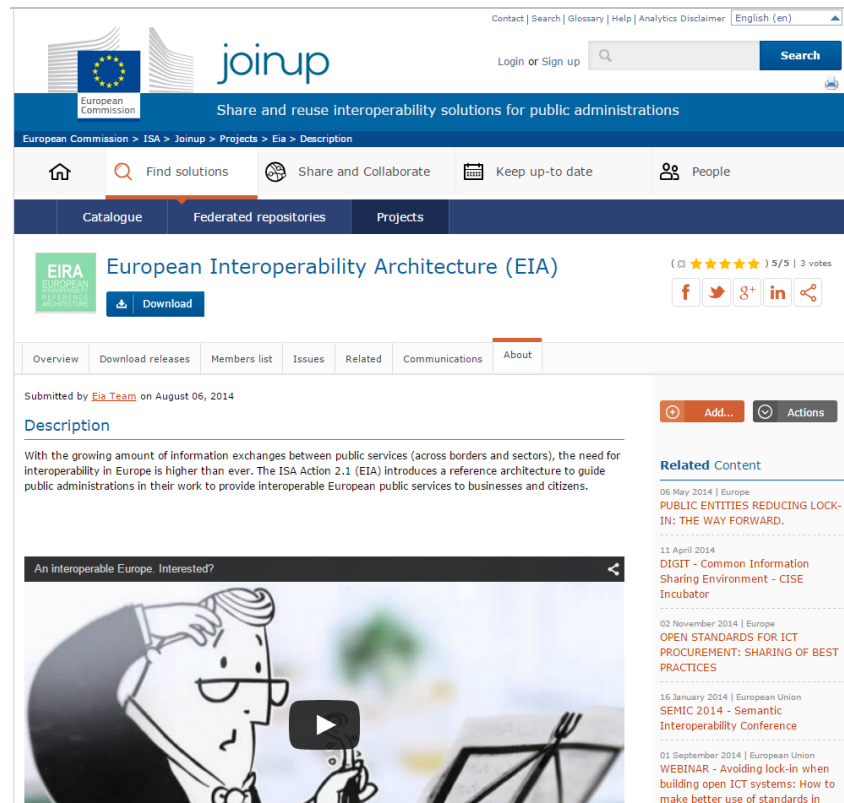 Contact | Search | Glossary | Help | Analytics Disclaimer English (en)
joinup
Login or Sign up
Search
European
Commission
Share and reuse interoperability solutions for public administrations
European Commission > ISA > Joinup > Projects > Eia > Description
Find solutions Share and Collaborate Keep up-to date People
Catalogue Federated repositories Projects
EIRA
EUROPEAN
INTEROPERABILITY
REFERENCE
ARCHITECTURE
European Interoperability Architecture (EIA)
Download
( ) 5/5 | 3 votes
f g+ in
Overview Download releases Members list Issues Related Communications About
Submitted by Eia Team on August 06, 2014
Description
With the growing amount of information exchanges between public services (across borders and sectors), the need for
interoperability in Europe is higher than ever. The ISA Action 2.1 (EIA) introduces a reference architecture to guide
public administrations in their work to provide interoperable European public services to businesses and citizens.
An interoperable Europe. Interested?
Add... Actions
Related Content
06 May 2014 | Europe
PUBLIC ENTITIES REDUCING LOCK-
IN: THE WAY FORWARD.
11 April 2014
DIGIT - Common Information
Sharing Environment - CISE
Incubator
02 November 2014 | Europe
OPEN STANDARDS FOR ICT
PROCUREMENT: SHARING OF BEST
PRACTICES
16 January 2014 | European Union
SEMIC 2014 - Semantic
Interoperability Conference
01 September 2014 | European Union
WEBINAR - Avoiding lock-in when
building open ICT systems: How to
make better use of standards in